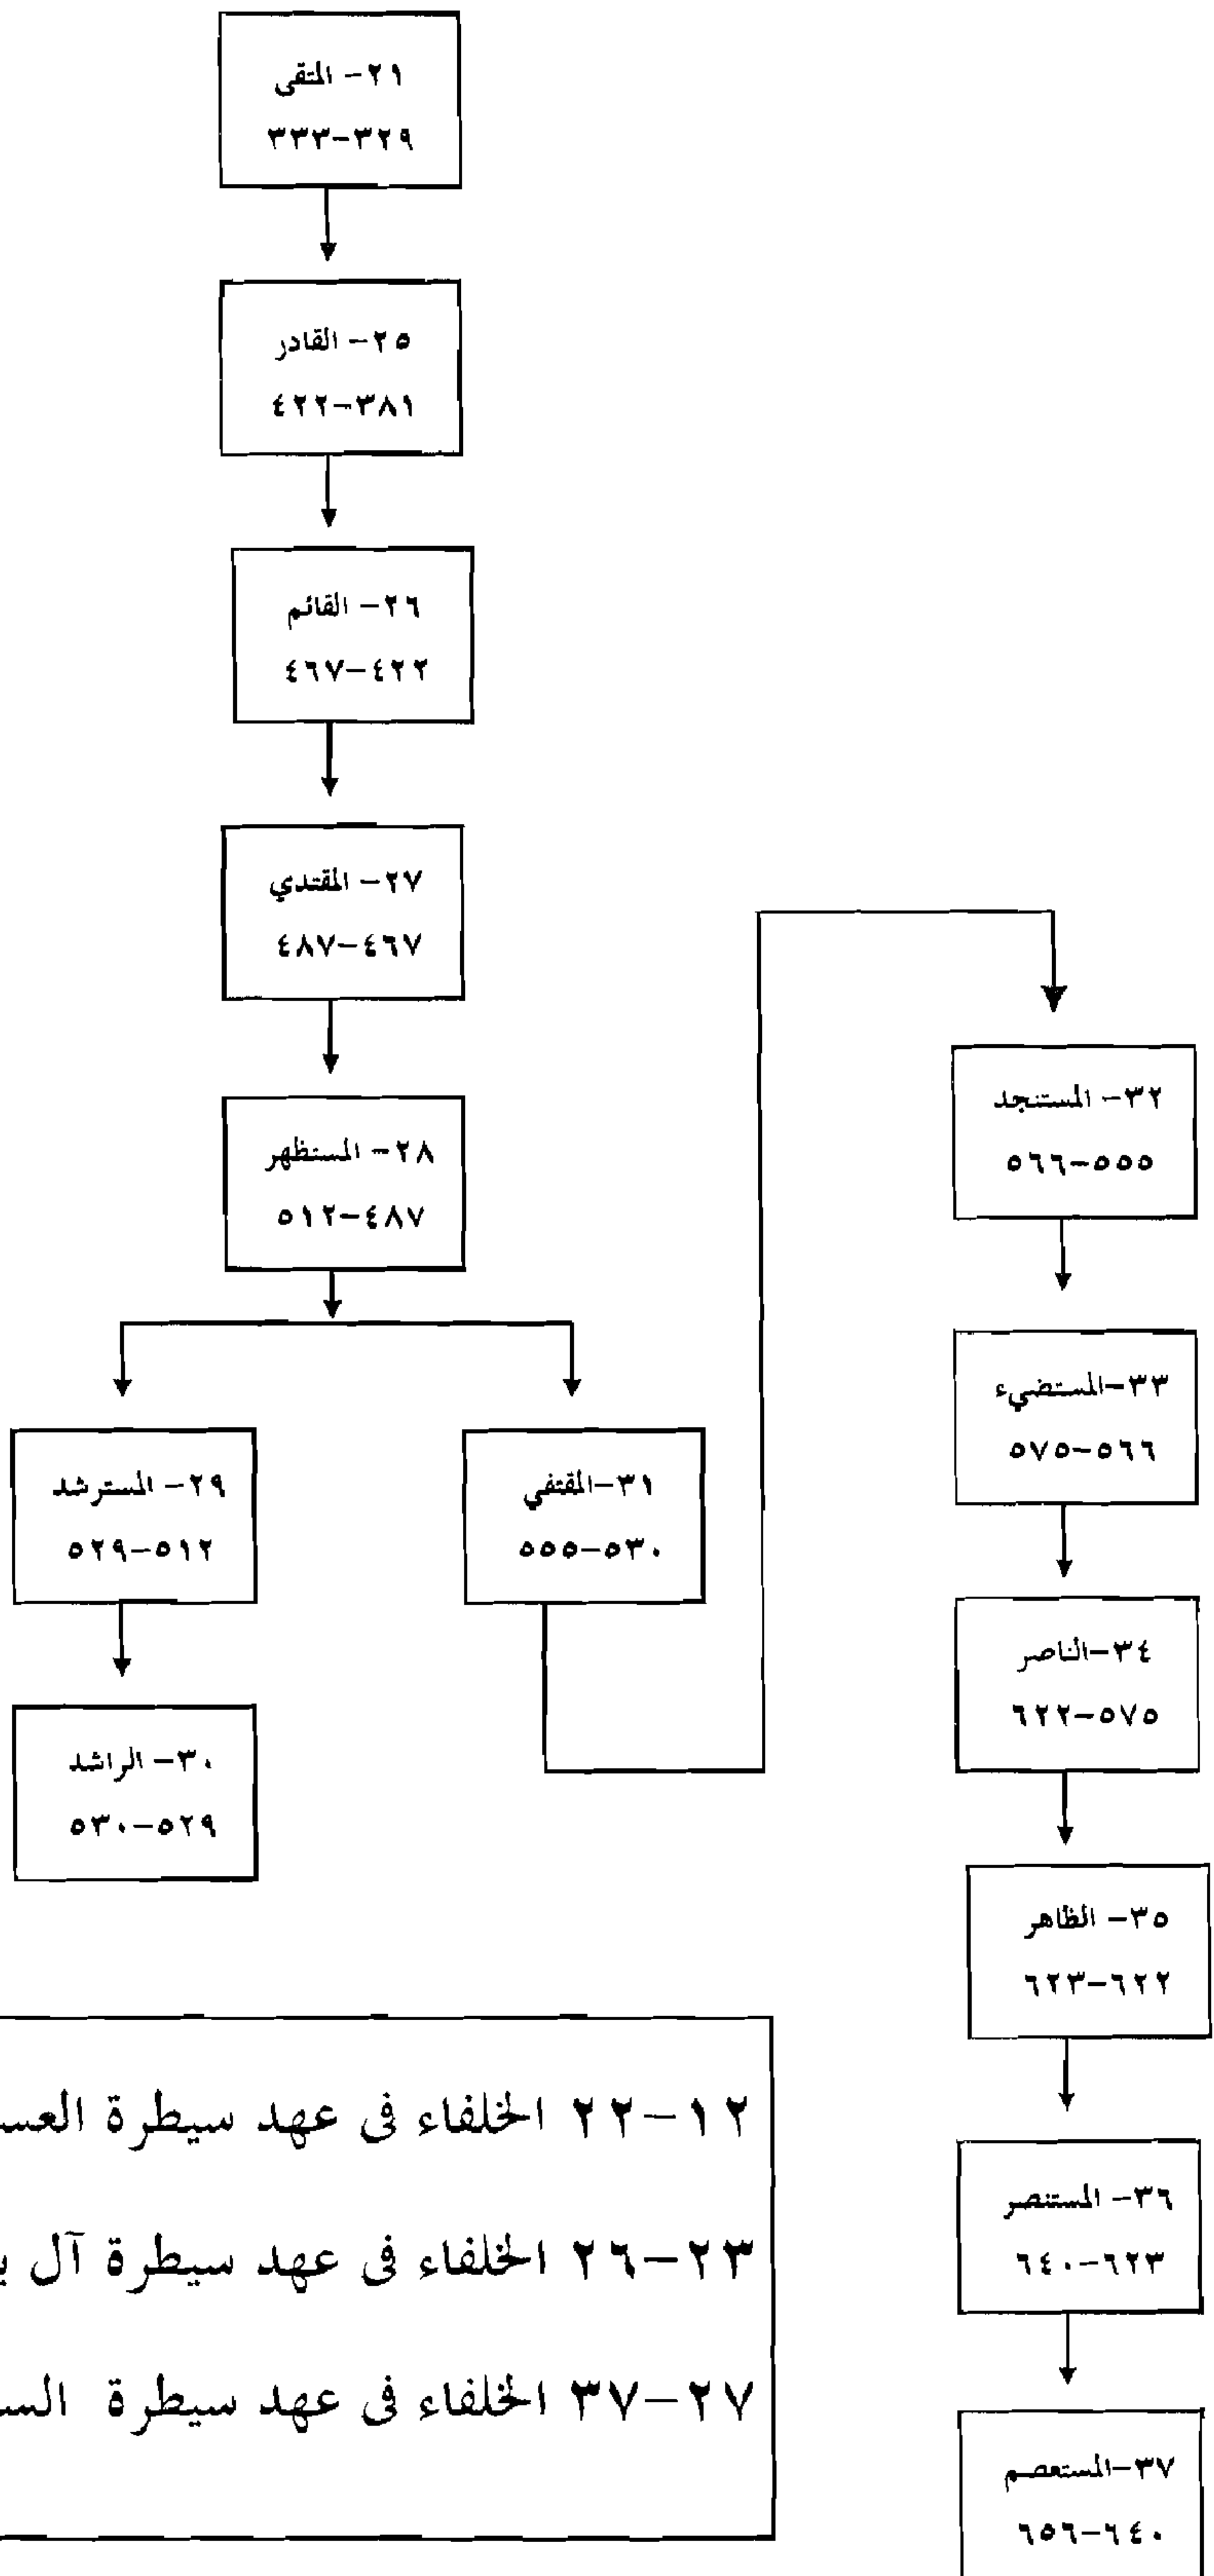 ٢١- المتقى
٣٢٩-٣٣٣
٢٥- القادر
٣٨١-٤٢٢
٢٦- القائم
٤٢٢-٤٦٧
٢٧- المقتدي
٤٦٧-٤٨٧
٢٨- المستظهر
٤٨٧-٥١٢
٢٩- المسترشد
٥١٢-٥٢٩
٣٠- الراشد
٥٢٩-٥٣٠
٣١-المقتفي
٥٣٠-٥٥٥
٣٢- المستنجد
٥٥٥-٥٦٦
٣٣-المستضيء
٥٦٦-٥٧٥
٣٤-الناصر
٥٧٥-٦٢٢
٣٥- الظاهر
٦٢٢-٦٢٣
٣٦- المستنصر
٦٢٣-٦٤٠
٣٧-المستعصم
٦٤٠-٦٥٦
١٢-٢٢ الخلفاء فى عهد سيطرة
٢٣-٢٦ الخلفاء فى عهد سيطرة آل
٢٧-٣٧ الخلفاء فى عهد سيطرة